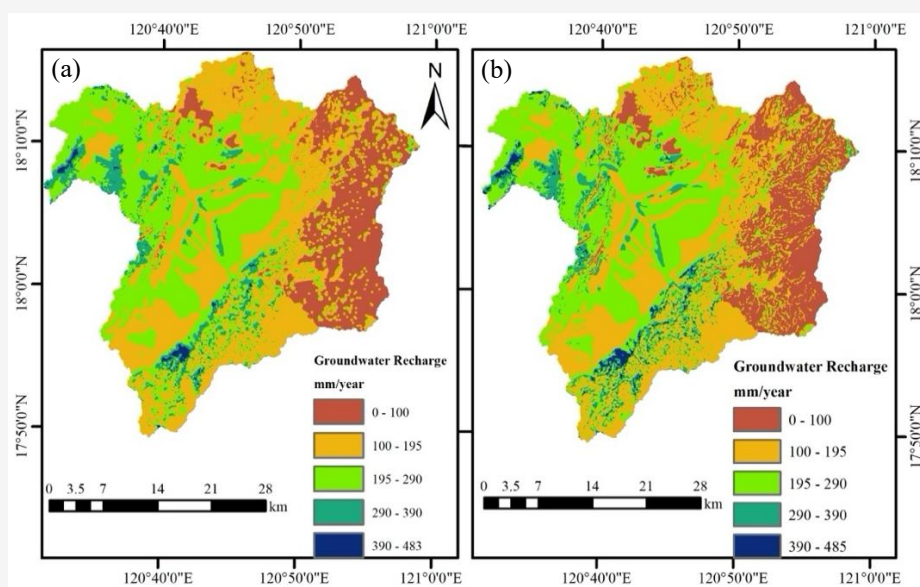 120°40'0"E 120°50'0"E 121°0'0"E 120°40'0"E 120°50'0"E 121°0'0"E
(a)
N
18°10'0"N
18°0'0"N
17°50'0"N
Groundwater Recharge
mm/year
0 - 100
100 - 195
195 - 290
290 - 390
390 - 483
0 3.5 7 14 21 28
km
(b)
18°10'0"N
18°0'0"N
17°50'0"N
Groundwater Recharge
mm/year
0 - 100
100 - 195
195 - 290
290 - 390
390 - 485
0 3.5 7 14 21 28
km
120°40'0"E 120°50'0"E 121°0'0"E 120°40'0"E 120°50'0"E 121°0'0"E